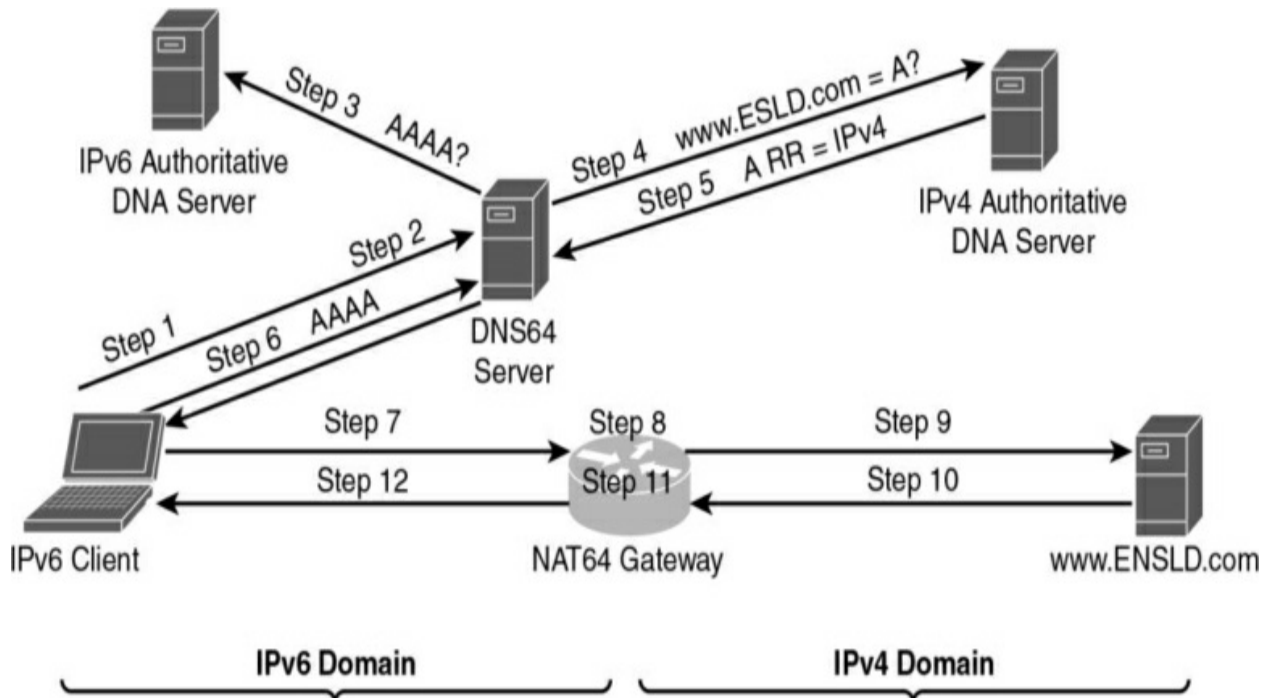 Step 3 AAAA?
Step 4 www.ESLD.com = A?
Step 5 A RR = IPv4
IPv6 Authoritative
DNA Server
IPv4 Authoritative
DNA Server
Step 1
Step 2
Step 6 AAAA
DNS64
Server
Step 7
Step 8
Step 9
Step 12
Step 11
Step 10
IPv6 Client
NAT64 Gateway
www.ENSLD.com
IPv6 Domain
IPv4 Domain